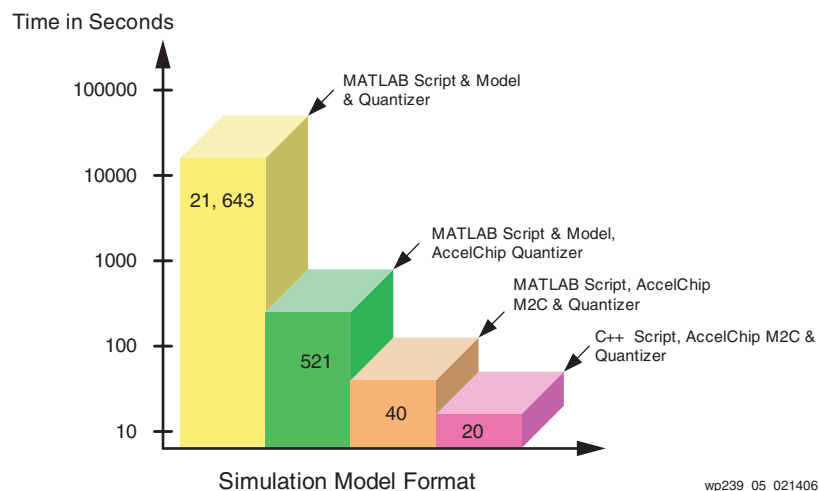 Time in Seconds
100000
10000
1000
100
10
MATLAB Script & Model
& Quantizer
21, 643
MATLAB Script & Model,
AccelChip Quantizer
521
MATLAB Script, AccelChip
M2C & Quantizer
40
C++ Script, AccelChip M2C &
Quantizer
20
Simulation Model Format
wp239_05_021406